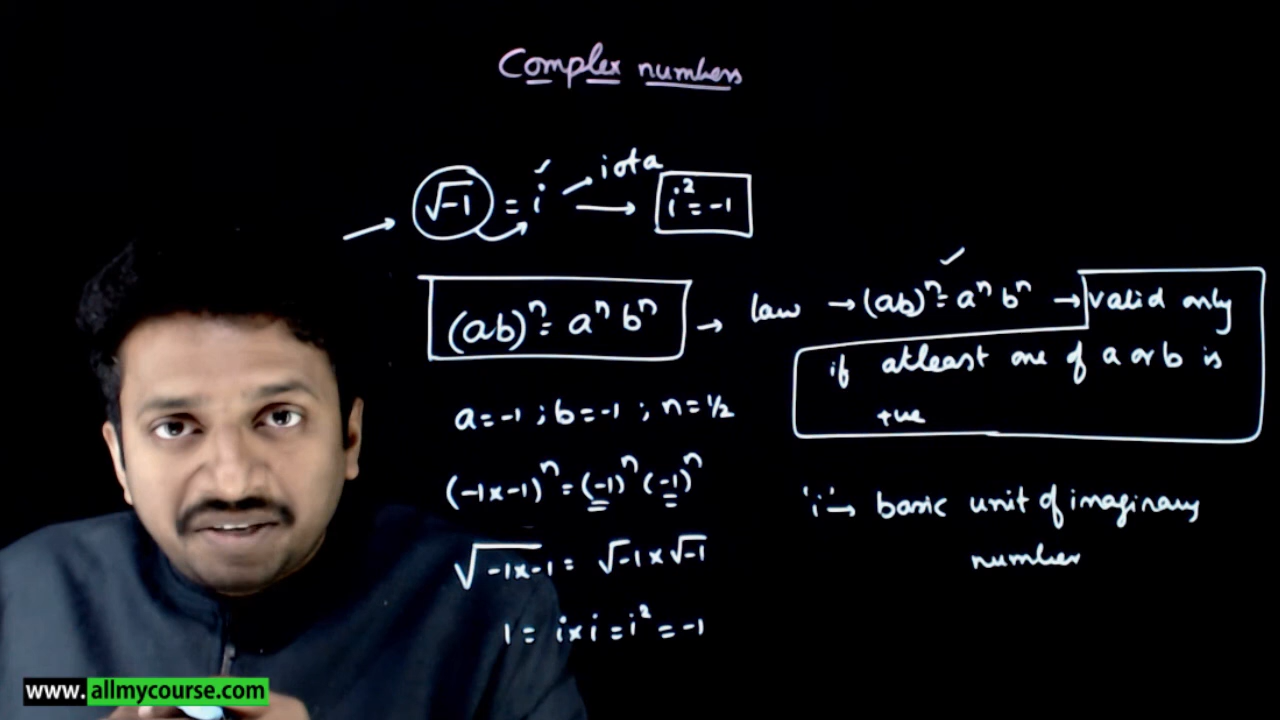 Complex numbers
iota
√-1 = i → i² = -1
(ab)ⁿ = aⁿ bⁿ → law → (ab)ⁿ = aⁿ bⁿ → valid only
if atleast one of a or b is
+ve
a = -1 ; b = -1 ; n = 1/2
(-1 x -1)ⁿ = (-1)ⁿ (-1)ⁿ
'i' → basic unit of imaginary
number
√-1x-1 = √-1 x √-1
1 = i x i = i² = -1
www.allmycourse.com